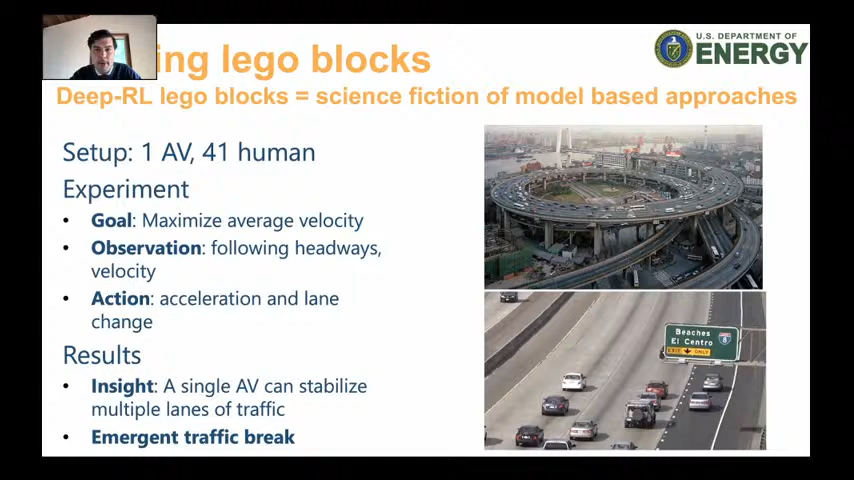 ing lego blocks
U.S. DEPARTMENT OF
ENERGY
Deep-RL lego blocks = science fiction of model based approaches
Setup: 1 AV, 41 human
Experiment
• Goal: Maximize average velocity
• Observation: following headways,
velocity
• Action: acceleration and lane
change
Results
• Insight: A single AV can stabilize
multiple lanes of traffic
• Emergent traffic break
Beaches
El Centro
8
EXIT ONLY